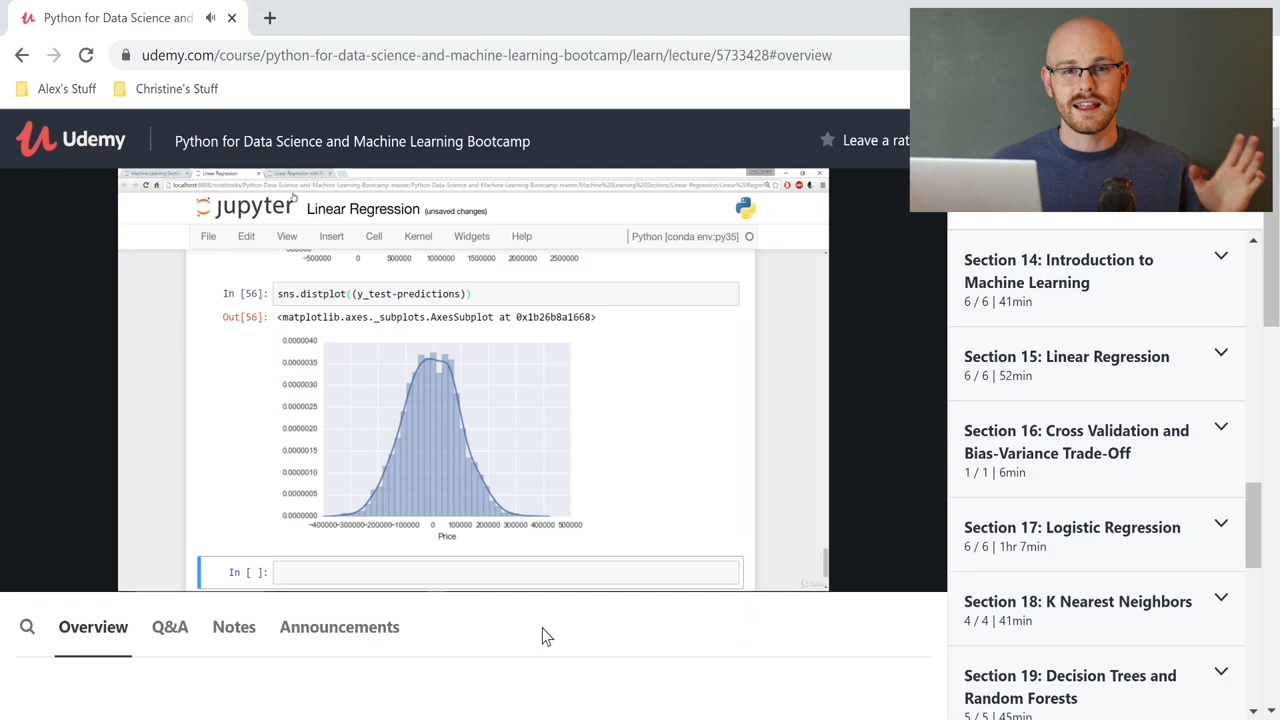 Python for Data Science and
udemy.com/course/python-for-data-science-and-machine-learning-bootcamp/learn/lecture/5733428#overview
Alex's Stuff
Christine's Stuff
Udemy
Python for Data Science and Machine Learning Bootcamp
Leave a rat
Linear Regression
jupyter
Linear Regression (unsaved changes)
File Edit View Insert Cell Kernel Widgets Help
Python [conda env:py35]
−500000 0 500000 1000000 1500000 2000000 2500000
In [56]: sns.distplot((y_test-predictions))
Out[56]: <matplotlib.axes._subplots.AxesSubplot at 0x1b26b8a1668>
0.0000040
0.0000035
0.0000030
0.0000025
0.0000020
0.0000015
0.0000010
0.0000005
0.0000000
−400000−300000−200000−100000 0 100000 200000 300000 400000 500000
Price
In [ ]:
Overview
Q&A
Notes
Announcements
Section 14: Introduction to
Machine Learning
6 / 6 | 41min
Section 15: Linear Regression
6 / 6 | 52min
Section 16: Cross Validation and
Bias-Variance Trade-Off
1 / 1 | 6min
Section 17: Logistic Regression
6 / 6 | 1hr 7min
Section 18: K Nearest Neighbors
4 / 4 | 41min
Section 19: Decision Trees and
Random Forests
5 / 5 | 45min